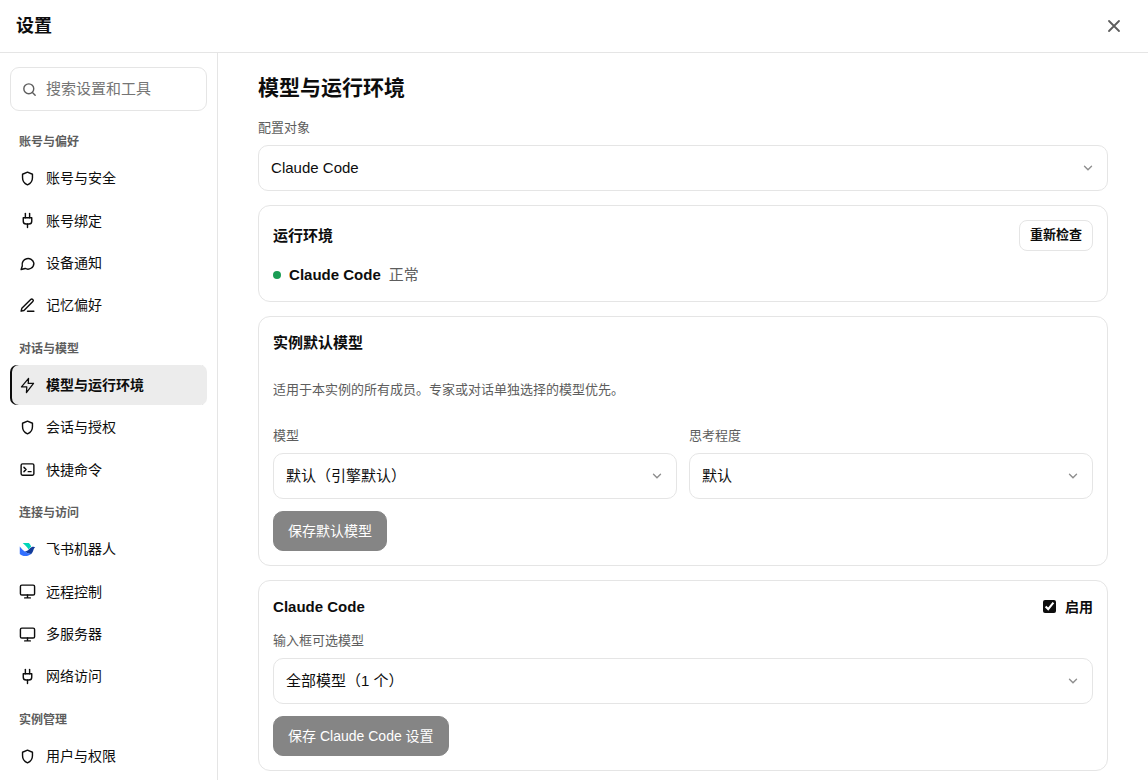 设置
搜索设置和工具
账号与偏好
账号与安全
账号绑定
设备通知
记忆偏好
对话与模型
模型与运行环境
会话与授权
快捷命令
连接与访问
飞书机器人
远程控制
多服务器
网络访问
实例管理
用户与权限
模型与运行环境
配置对象
Claude Code
运行环境
重新检查
Claude Code 正常
实例默认模型
适用于本实例的所有成员。专家或对话单独选择的模型优先。
模型
思考程度
默认（引擎默认）
默认
保存默认模型
Claude Code
启用
输入框可选模型
全部模型（1 个）
保存 Claude Code 设置